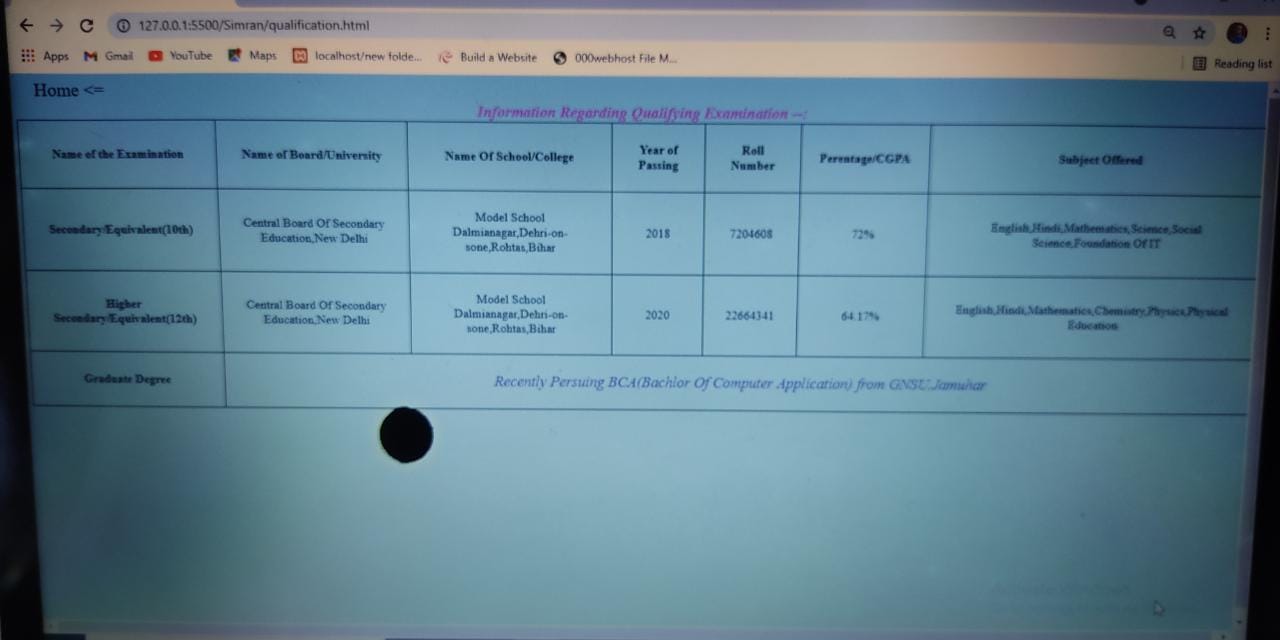 127.0.0.1:5500/Simran/qualification.html
Apps Gmail YouTube Maps localhost/new folde... Build a Website 000webhost File M...
Reading list
Home <=
Information Regarding Qualifying Examination --:
Name of the Examination
Name of Board/University
Name Of School/College
Year of
Passing
Roll
Number
Perentage/CGPA
Subject Offered
Secondary/Equivalent(10th)
Central Board Of Secondary
Education,New Delhi
Model School
Dalmianagar,Dehri-on-
sone,Rohtas,Bihar
2018
7204608
72%
English,Hindi,Mathematics,Science,Social
Science,Foundation Of IT
Higher
Secondary/Equivalent(12th)
Central Board Of Secondary
Education,New Delhi
Model School
Dalmianagar,Dehri-on-
sone,Rohtas,Bihar
2020
22664341
64.17%
English,Hindi,Mathematics,Chemistry,Physics,Physical
Education
Graduate Degree
Recently Persuing BCA(Bachlor Of Computer Application) from GNSU,Jamuhar